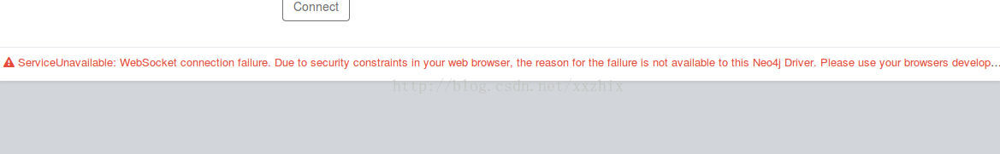 Connect
ServiceUnavailable: WebSocket connection failure. Due to security constraints in your web browser, the reason for the failure is not available to this Neo4j Driver. Please use your browsers develop...
http://blog.csdn.net/xxzhix